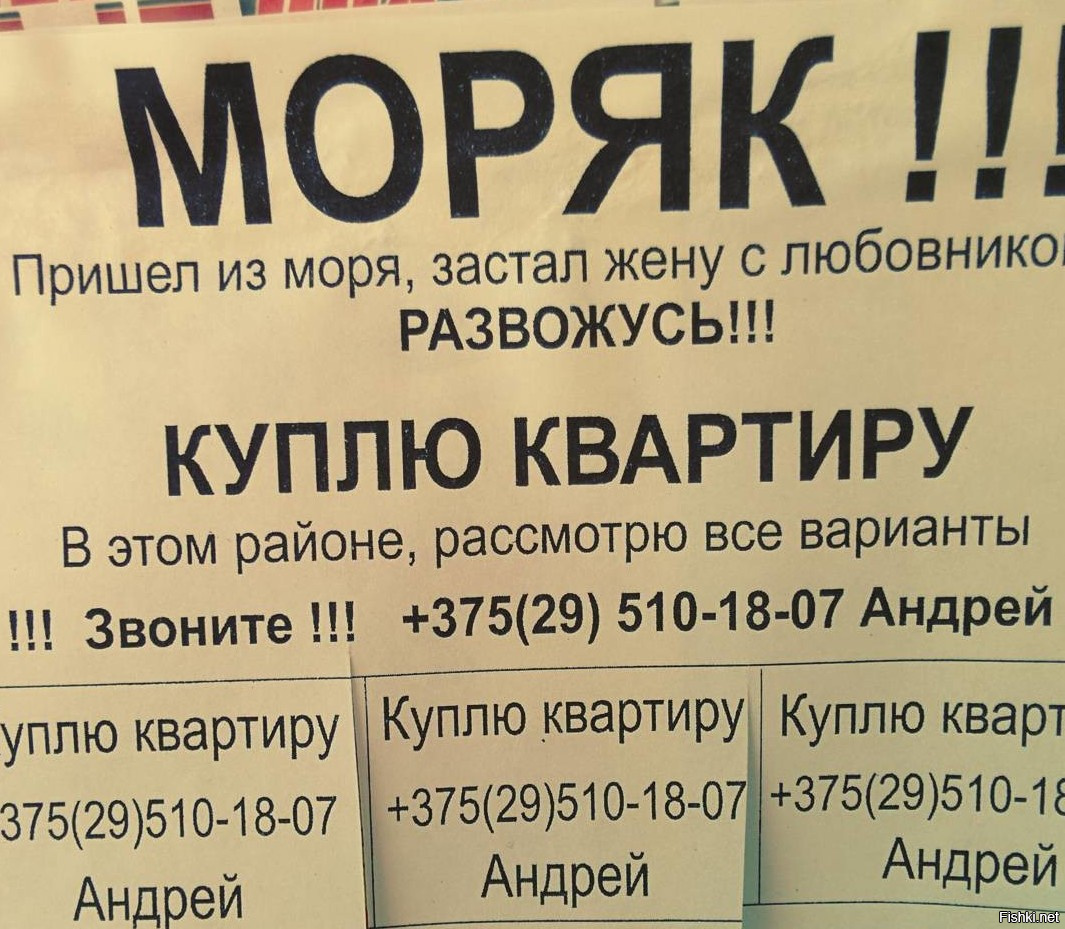 МОРЯК !!!
Пришел из моря, застал жену с любовнико
РАЗВОЖУСЬ!!!
КУПЛЮ КВАРТИРУ
В этом районе, рассмотрю все варианты
!!! Звоните !!! +375(29) 510-18-07 Андрей
уплю квартиру Куплю квартиру Куплю кварт
375(29)510-18-07 +375(29)510-18-07 +375(29)510-18
Андрей Андрей Андрей
Fishki.net